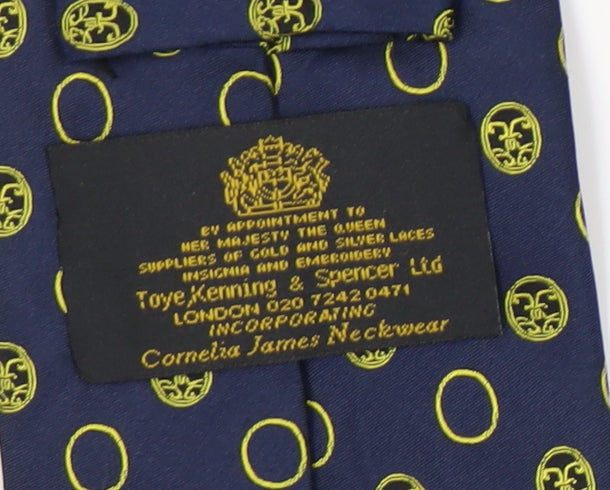 BY APPOINTMENT TO
HER MAJESTY THE QUEEN
SUPPLIERS OF GOLD AND SILVER LACES
INSIGNIA AND EMBROIDERY
Toye,Kenning & Spencer Ltd
LONDON 020 7242 0471
INCORPORATING
Cornelia James Neckwear